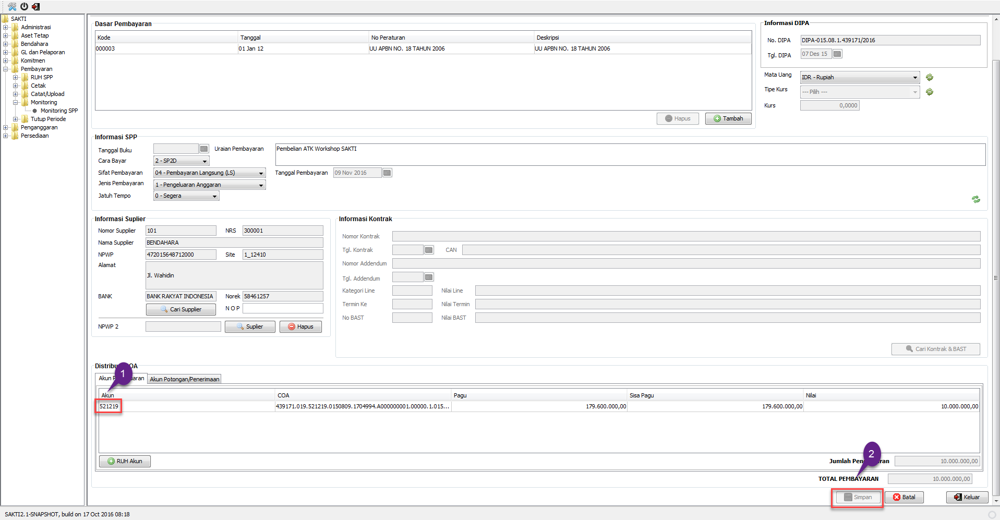 SAKTI
Administrasi
Aset Tetap
Bendahara
GL dan Pelaporan
Komitmen
Pembayaran
RUH SPP
Cetak
Catat/Upload
Monitoring
Monitoring SPP
Tutup Periode
Penganggaran
Persediaan
Dasar Pembayaran
Kode Tanggal No Peraturan Deskripsi
000003 01 Jan 12 UU APBN NO. 18 TAHUN 2006 UU APBN NO. 18 TAHUN 2006
Hapus Tambah
Informasi DIPA
No. DIPA DIPA-015.08.1.439171/2016
Tgl. DIPA 07 Des 15
Mata Uang IDR - Rupiah
Tipe Kurs --- Pilih ---
Kurs 0,0000
Informasi SPP
Tanggal Buku Uraian Pembayaran Pembelian ATK Workshop SAKTI
Cara Bayar 2 - SP2D
Sifat Pembayaran 04 - Pembayaran Langsung (LS) Tanggal Pembayaran 09 Nov 2016
Jenis Pembayaran 1 - Pengeluaran Anggaran
Jatuh Tempo 0 - Segera
Informasi Suplier
Nomor Supplier 101 NRS 300001
Nama Supplier BENDAHARA
NPWP 472015648712000 Site 1_12410
Alamat Jl. Wahidin
BANK BANK RAKYAT INDONESIA Norek 58461257
Cari Supplier N O P
NPWP 2 Suplier Hapus
Informasi Kontrak
Nomor Kontrak
Tgl. Kontrak CAN
Nomor Addendum
Tgl. Addendum
Kategori Line Nilai Line
Termin Ke Nilai Termin
No BAST Nilai BAST
Cari Kontrak & BAST
Distribu OA
1
Akun P aran Akun Potongan/Penerimaan
Akun COA Pagu Sisa Pagu Nilai
521219 439171.019.521219.0150809.1704994.A000000001.00000.1.015... 179.600.000,00 179.600.000,00 10.000.000,00
2
RUH Akun Jumlah Pen ran 10.000.000,00
TOTAL PEMBAYARAN 10.000.000,00
Simpan Batal Keluar
SAKTI2.1-SNAPSHOT, build on 17 Oct 2016 08:18